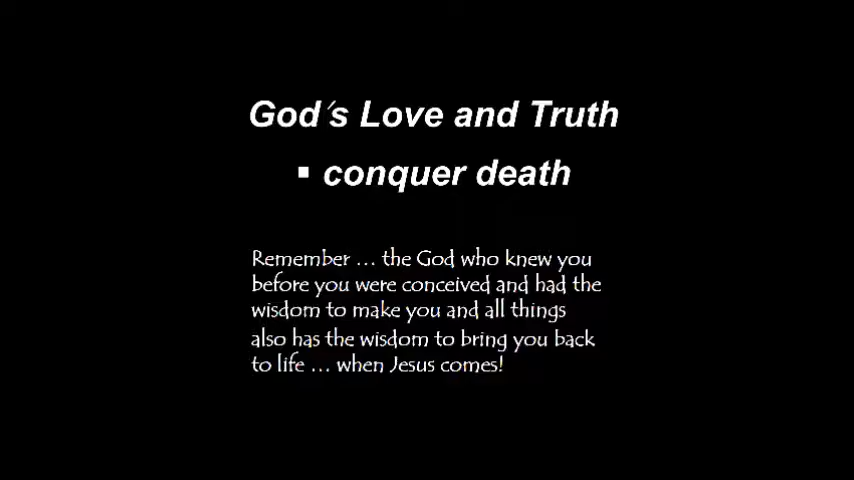 God´s Love and Truth
▪ conquer death
Remember ... the God who knew you
before you were conceived and had the
wisdom to make you and all things
also has the wisdom to bring you back
to life ... when Jesus comes!